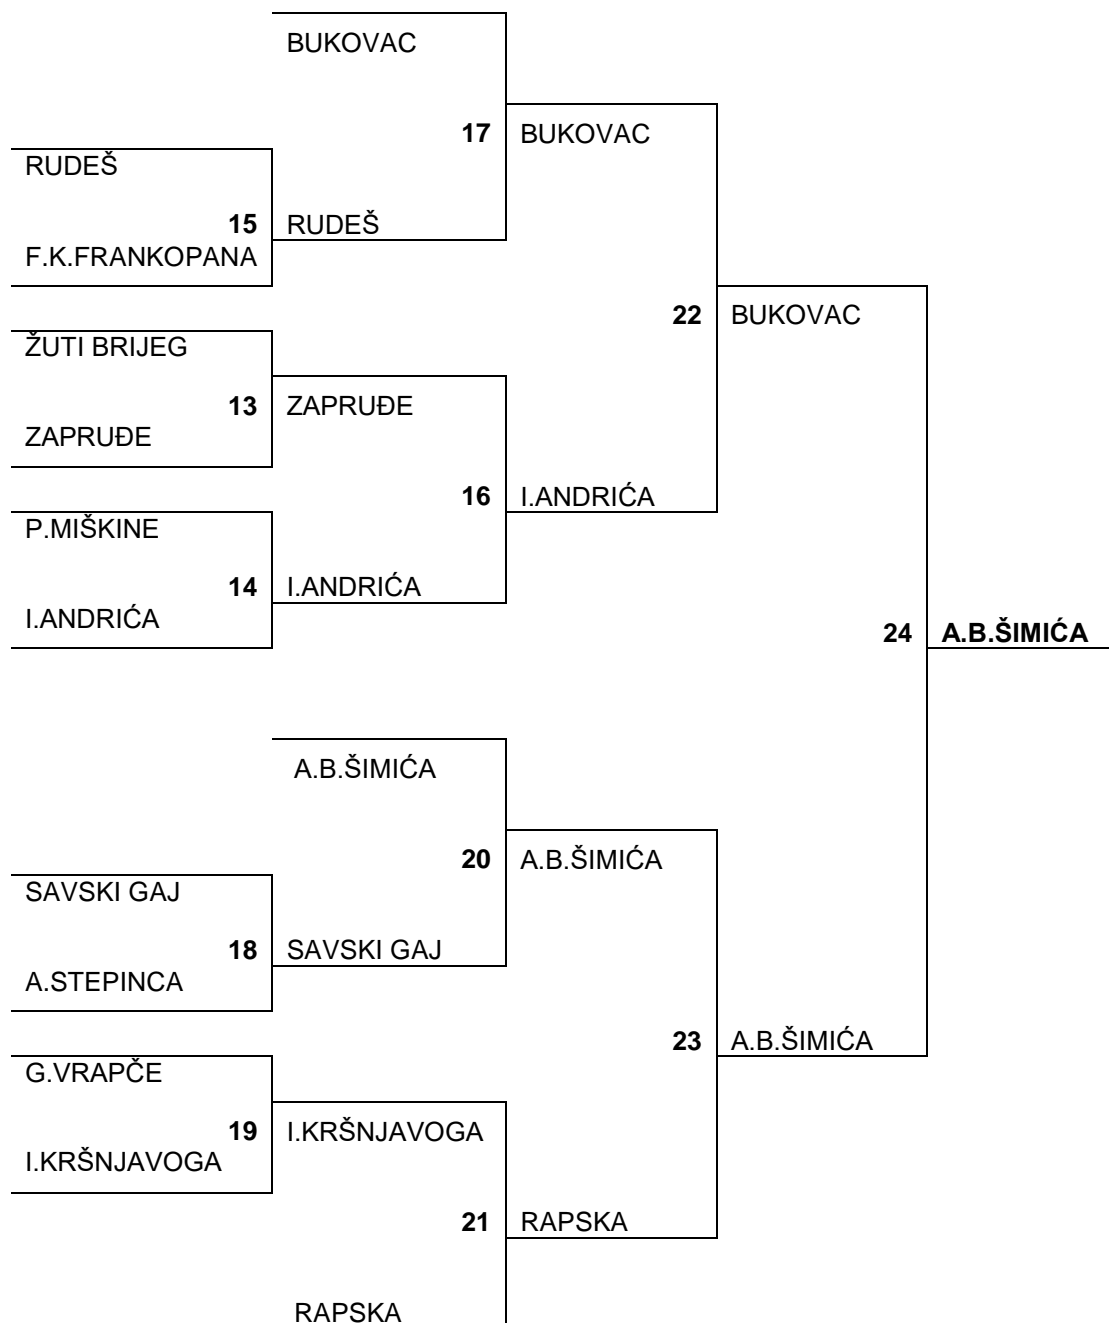 BUKOVAC
17 BUKOVAC
RUDEŠ
15 RUDEŠ
F.K.FRANKOPANA
22 BUKOVAC
ŽUTI BRIJEG
13 ZAPRUĐE
ZAPRUĐE
16 I.ANDRIĆA
P.MIŠKINE
14 I.ANDRIĆA
I.ANDRIĆA
24 A.B.ŠIMIĆA
A.B.ŠIMIĆA
20 A.B.ŠIMIĆA
SAVSKI GAJ
18 SAVSKI GAJ
A.STEPINCA
23 A.B.ŠIMIĆA
G.VRAPČE
19 I.KRŠNJAVOGA
I.KRŠNJAVOGA
21 RAPSKA
RAPSKA